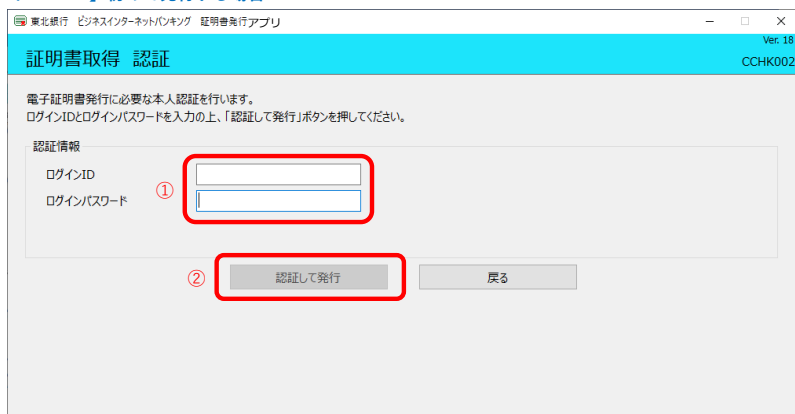 東北銀行 ビジネスインターネットバンキング 証明書発行アプリ
Ver. 18
証明書取得 認証
CCHK002
電子証明書発行に必要な本人認証を行います。
ログインIDとログインパスワードを入力の上、「認証して発行」ボタンを押してください。
認証情報
ログインID
①
ログインパスワード
② 認証して発行 戻る